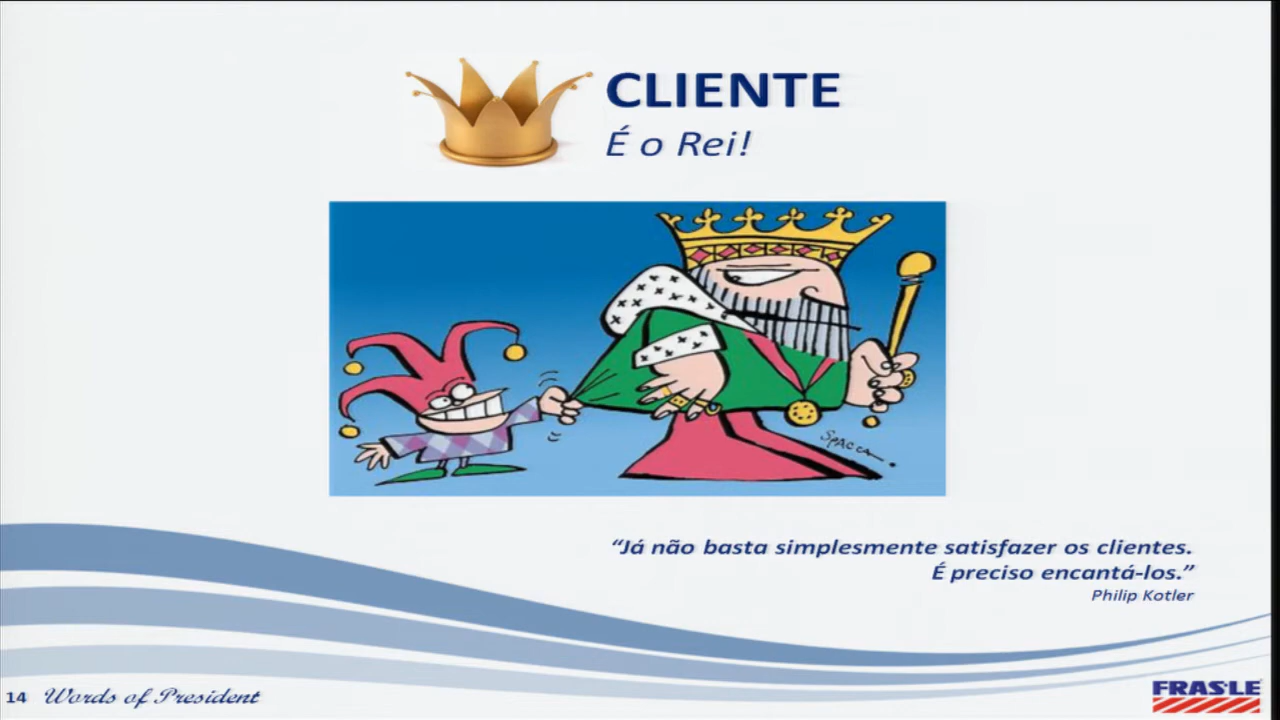 CLIENTE
É o Rei!
SPACCA.
“Já não basta simplesmente satisfazer os clientes.
É preciso encantá-los.”
Philip Kotler
14 Words of President
FRAS-LE